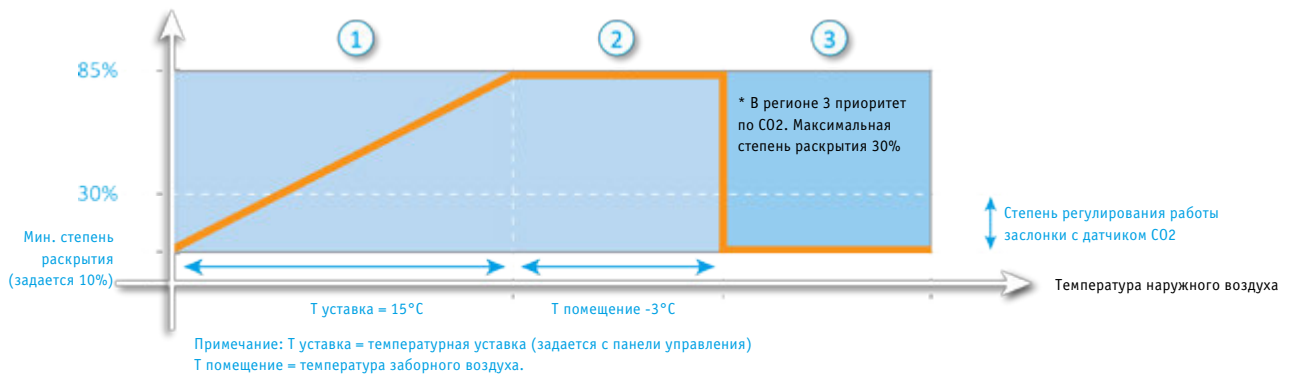 1
2
3
85%
* В регионе 3 приоритет
по CO2. Максимальная
степень раскрытия 30%
30%
Степень регулирования работы
заслонки с датчиком CO2
Мин. степень
раскрытия
(задается 10%)
Температура наружного воздуха
Т уставка = 15°C
Т помещение -3°C
Примечание: Т уставка = температурная уставка (задается с панели управления)
Т помещение = температура заборного воздуха.